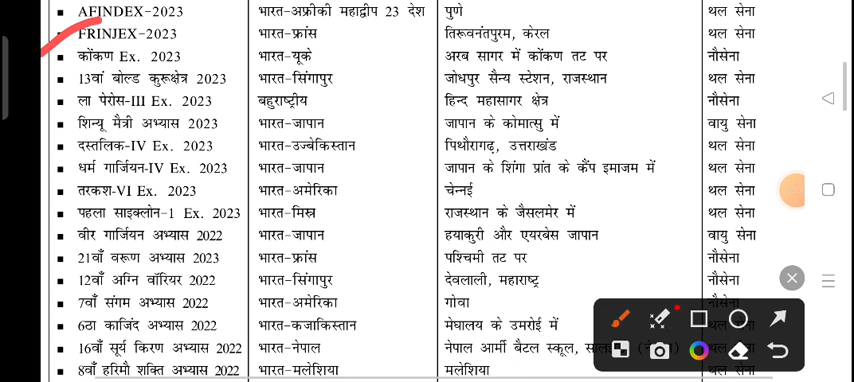 AFINDEX-2023 भारत-अफ्रीकी महाद्वीप 23 देश पुणे थल सेना
FRINJEX-2023 भारत-फ्रांस तिरूवनंतपुरम, केरल थल सेना
कोंकण Ex. 2023 भारत-यूके अरब सागर में कोंकण तट पर नौसेना
13वां बोल्ड कुरूक्षेत्र 2023 भारत-सिंगापुर जोधपुर सैन्य स्टेशन, राजस्थान थल सेना
ला पेरोस-III Ex. 2023 बहुराष्ट्रीय हिन्द महासागर क्षेत्र नौसेना
शिन्यू मैत्री अभ्यास 2023 भारत-जापान जापान के कोमात्सु में वायु सेना
दस्तलिक-IV Ex. 2023 भारत-उज्बेकिस्तान पिथौरागढ़, उत्तराखंड थल सेना
धर्म गार्जियन-IV Ex. 2023 भारत-जापान जापान के शिंगा प्रांत के कैंप इमाजम में थल सेना
तरकश-VI Ex. 2023 भारत-अमेरिका चेन्नई थल सेना
पहला साइक्लोन-1 Ex. 2023 भारत-मिस्र राजस्थान के जैसलमेर में थल सेना
वीर गार्जियन अभ्यास 2022 भारत-जापान हयाकुरी और एयरबेस जापान वायु सेना
21वाँ वरूण अभ्यास 2023 भारत-फ्रांस पश्चिमी तट पर नौसेना
12वाँ अग्नि वॉरियर 2022 भारत-सिंगापुर देवलाली, महाराष्ट्र थल सेना
7वाँ संगम अभ्यास 2022 भारत-अमेरिका गोवा नौसेना
6ठा काजिंद अभ्यास 2022 भारत-कजाकिस्तान मेघालय के उमरोई में
16वाँ सूर्य किरण अभ्यास 2022 भारत-नेपाल नेपाल आर्मी बैटल स्कूल,
8वाँ हरिमौ शक्ति अभ्यास 2022 भारत-मलेशिया मलेशिया थल सेना